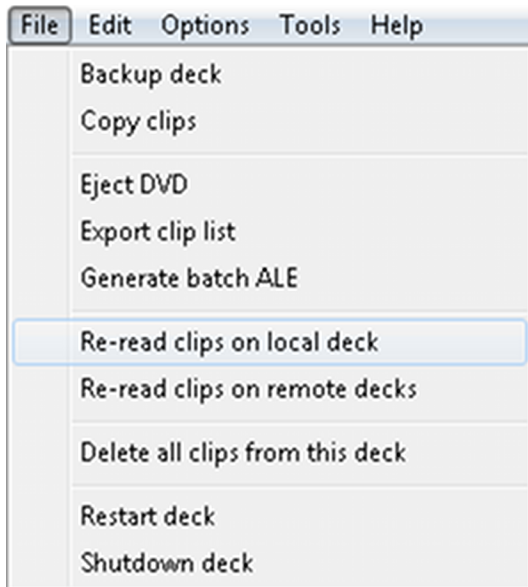 File Edit Options Tools Help
Backup deck
Copy clips
Eject DVD
Export clip list
Generate batch ALE
Re-read clips on local deck
Re-read clips on remote decks
Delete all clips from this deck
Restart deck
Shutdown deck